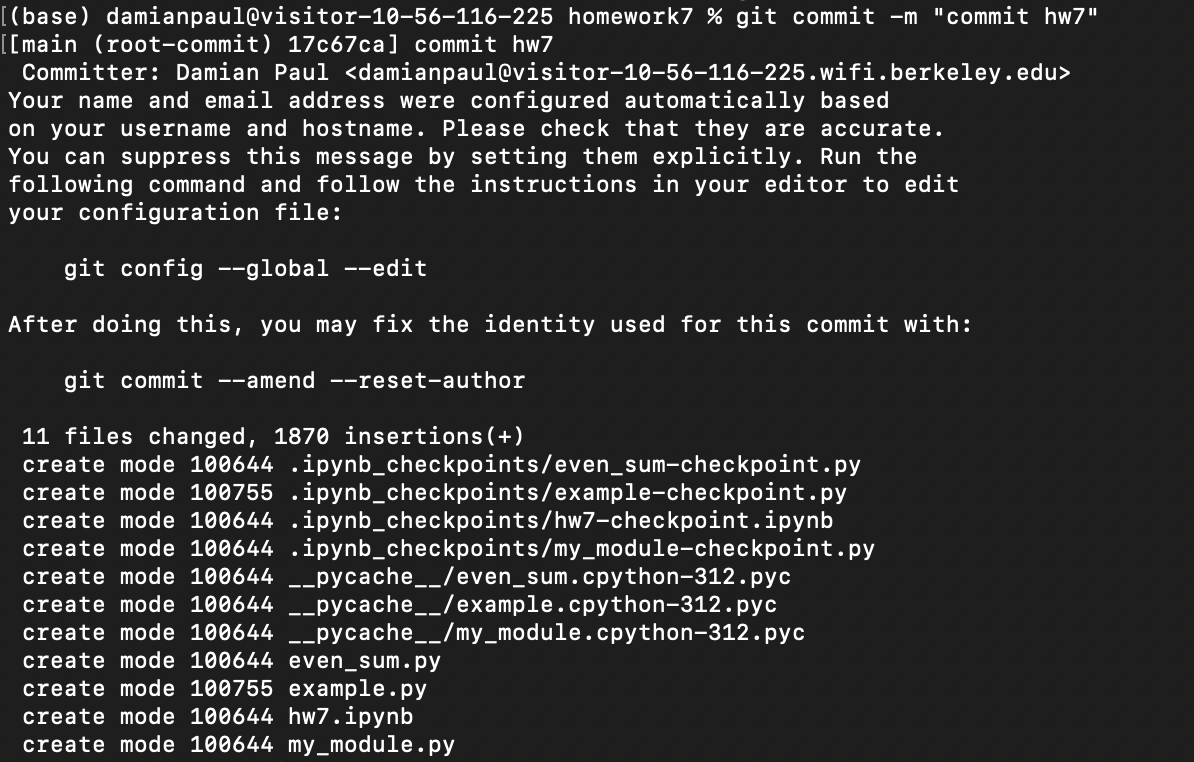 [(base) damianpaul@visitor-10-56-116-225 homework7 % git commit -m "commit hw7"
[[main (root-commit) 17c67ca] commit hw7
 Committer: Damian Paul <damianpaul@visitor-10-56-116-225.wifi.berkeley.edu>
Your name and email address were configured automatically based
on your username and hostname. Please check that they are accurate.
You can suppress this message by setting them explicitly. Run the
following command and follow the instructions in your editor to edit
your configuration file:

    git config --global --edit

After doing this, you may fix the identity used for this commit with:

    git commit --amend --reset-author

 11 files changed, 1870 insertions(+)
 create mode 100644 .ipynb_checkpoints/even_sum-checkpoint.py
 create mode 100755 .ipynb_checkpoints/example-checkpoint.py
 create mode 100644 .ipynb_checkpoints/hw7-checkpoint.ipynb
 create mode 100644 .ipynb_checkpoints/my_module-checkpoint.py
 create mode 100644 __pycache__/even_sum.cpython-312.pyc
 create mode 100644 __pycache__/example.cpython-312.pyc
 create mode 100644 __pycache__/my_module.cpython-312.pyc
 create mode 100644 even_sum.py
 create mode 100755 example.py
 create mode 100644 hw7.ipynb
 create mode 100644 my_module.py